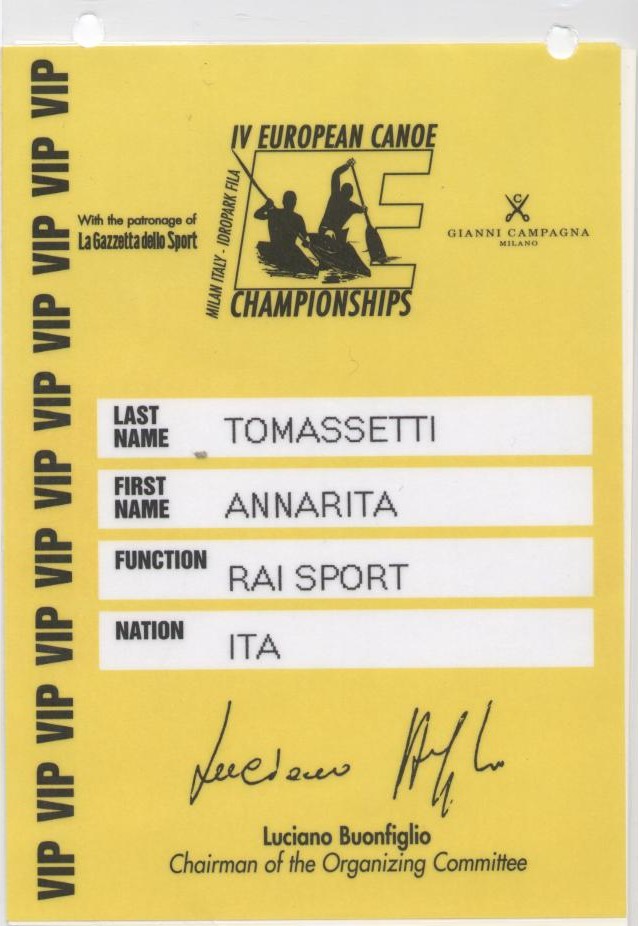 VIP VIP VIP VIP VIP VIP VIP VIP VIP VIP VIP
IV EUROPEAN CANOE
MILAN ITALY - IDROPARK FILA
E
CHAMPIONSHIPS
With the patronage of
La Gazzetta dello Sport
C
GIANNI CAMPAGNA
MILANO
LAST
NAME
TOMASSETTI
FIRST
NAME
ANNARITA
FUNCTION
RAI SPORT
NATION
ITA
Luciano Buonfiglio
Luciano Buonfiglio
Chairman of the Organizing Committee